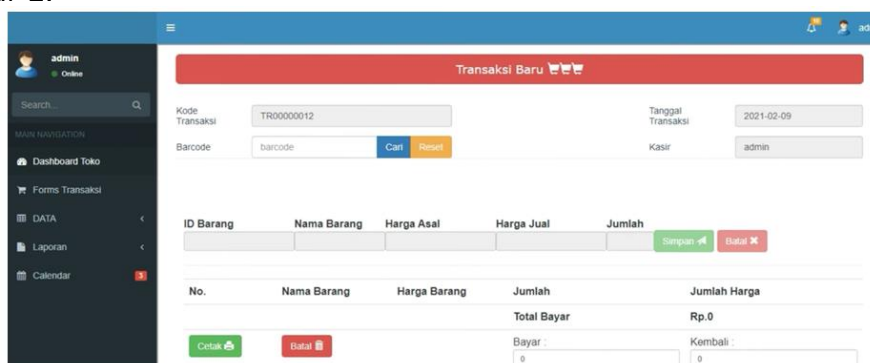 admin
ad
Online
Transaksi Baru
Search...
Kode Transaksi
TR00000012
Tanggal Transaksi
2021-02-09
MAIN NAVIGATION
Barcode
barcode
Cari
Reset
Kasir
admin
Dashboard Toko
Forms Transaksi
DATA
ID Barang Nama Barang Harga Asal Harga Jual Jumlah
Simpan
Batal
Laporan
Calendar 3
No. Nama Barang Harga Barang Jumlah Jumlah Harga
Total Bayar Rp.0
Cetak Batal Bayar : Kembali :
0 0